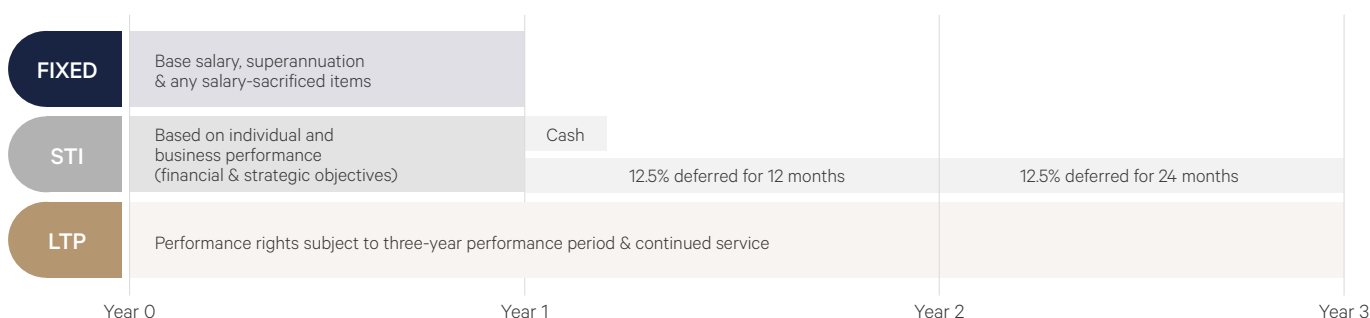 FIXED
Base salary, superannuation
& any salary-sacrificed items
STI
Based on individual and
business performance
(financial & strategic objectives)
Cash
12.5% deferred for 12 months
12.5% deferred for 24 months
LTP
Performance rights subject to three-year performance period & continued service
Year 0
Year 1
Year 2
Year 3